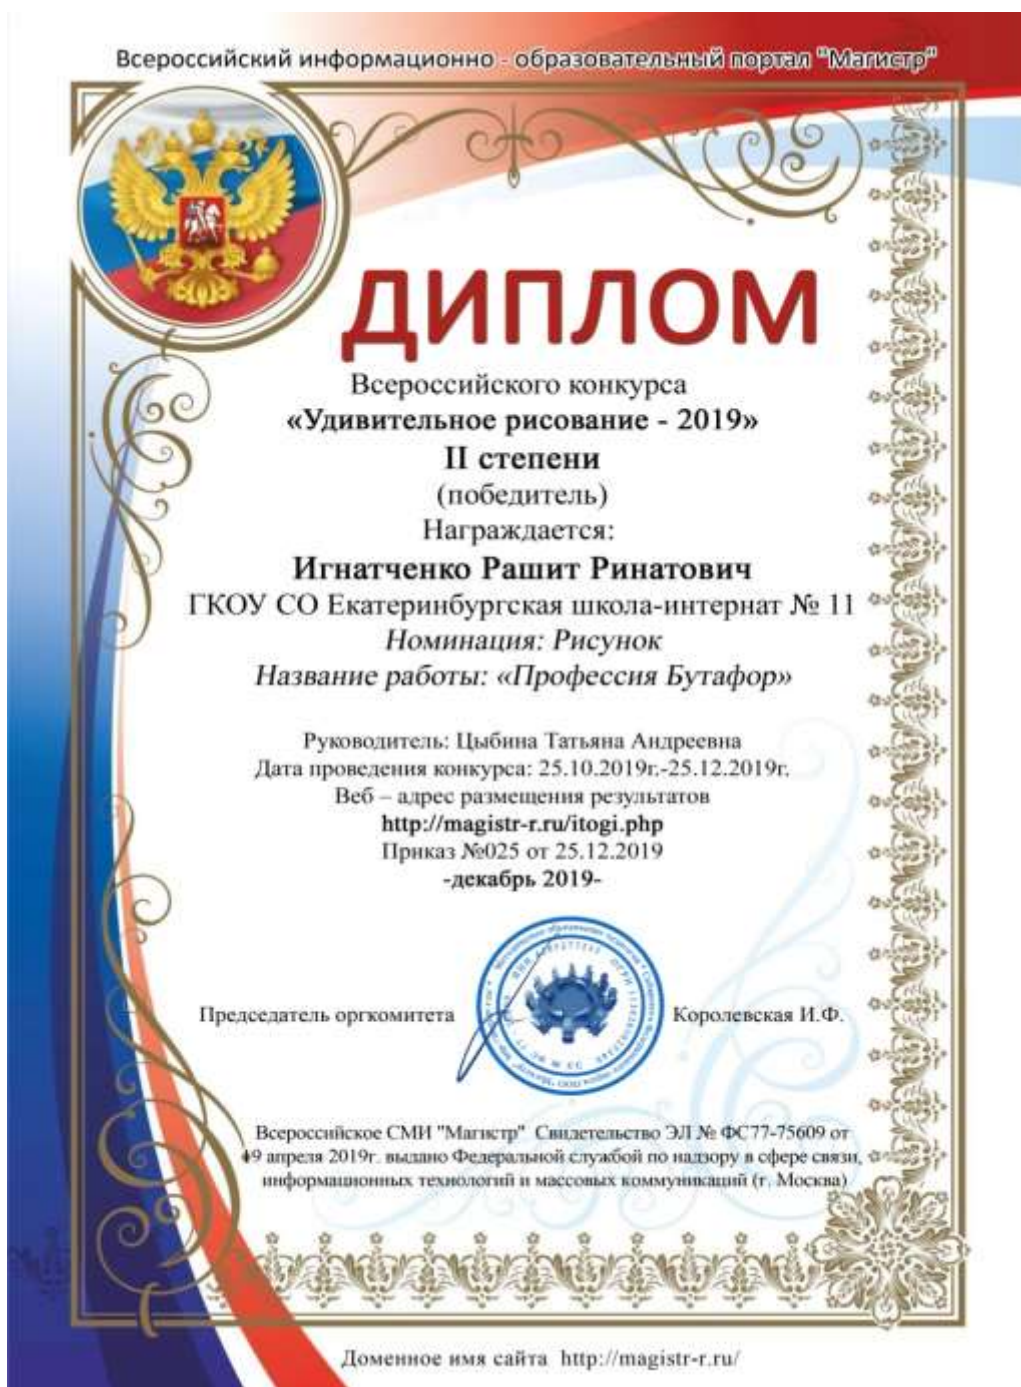 Всероссийский информационно - образовательный портал "Магистр"
ДИПЛОМ
Всероссийского конкурса
«Удивительное рисование - 2019»
II степени
(победитель)
Награждается:
Игнатченко Рашит Ринатович
ГКОУ СО Екатеринбургская школа-интернат № 11
Номинация: Рисунок
Название работы: «Профессия Бутафор»
Руководитель: Цыбина Татьяна Андреевна
Дата проведения конкурса: 25.10.2019г.-25.12.2019г.
Веб – адрес размещения результатов
http://magistr-r.ru/itogi.php
Приказ №025 от 25.12.2019
-декабрь 2019-
Председатель оргкомитета
Королевская И.Ф.
Всероссийское СМИ "Магистр" Свидетельство ЭЛ № ФС77-75609 от
19 апреля 2019г. выдано Федеральной службой по надзору в сфере связи,
информационных технологий и массовых коммуникаций (г. Москва)
Доменное имя сайта http://magistr-r.ru/